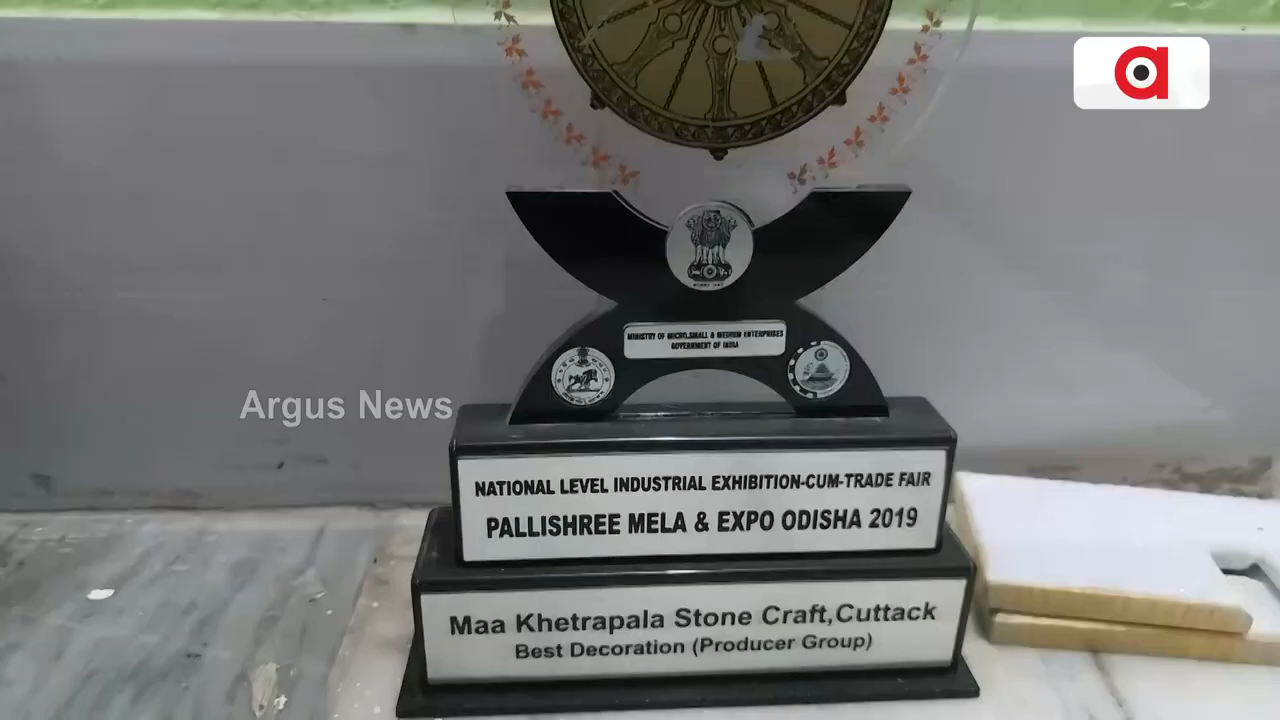 MINISTRY OF MICRO,SMALL & MEDIUM ENTERPRISES
GOVERNMENT OF INDIA
Argus News
NATIONAL LEVEL INDUSTRIAL EXHIBITION-CUM-TRADE FAIR
PALLISHREE MELA & EXPO ODISHA 2019
Maa Khetrapala Stone Craft,Cuttack
Best Decoration (Producer Group)